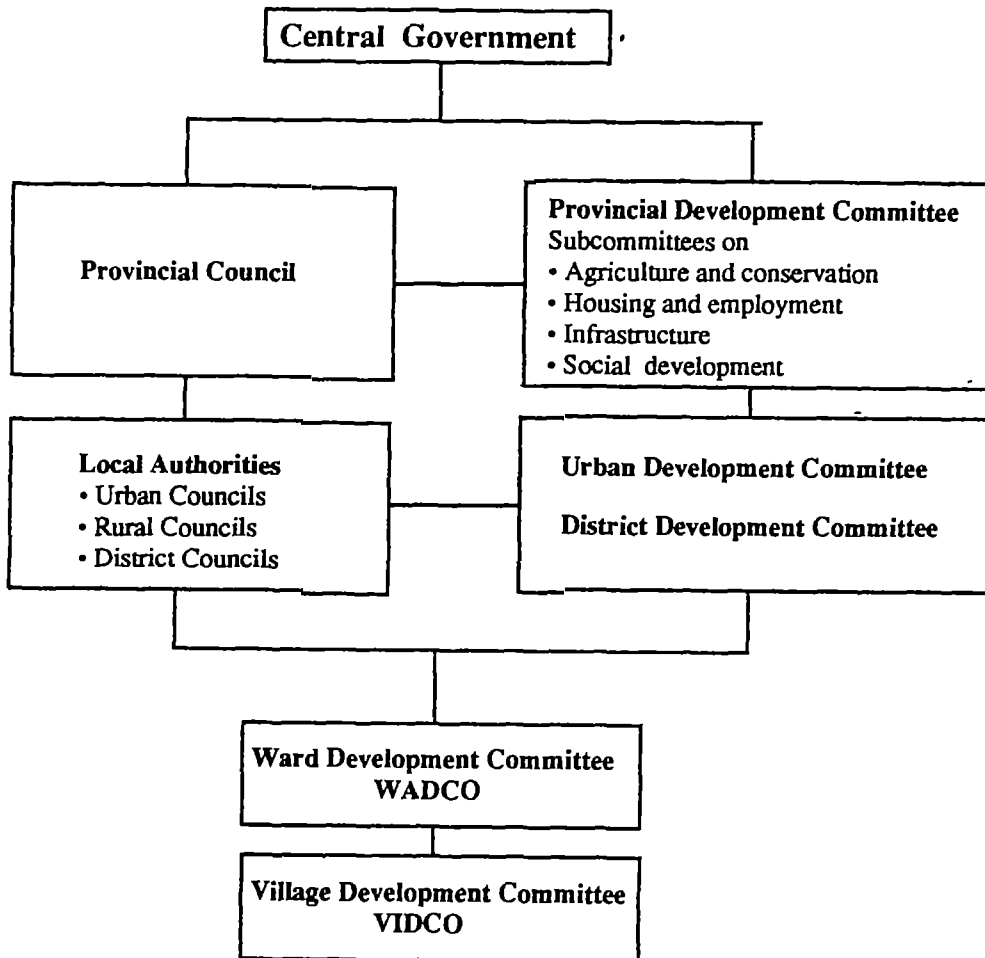 Central Government
Provincial Council
Provincial Development Committee
Subcommittees on
• Agriculture and conservation
• Housing and employment
• Infrastructure
• Social development
Local Authorities
• Urban Councils
• Rural Councils
• District Councils
Urban Development Committee
District Development Committee
Ward Development Committee
WADCO
Village Development Committee
VIDCO